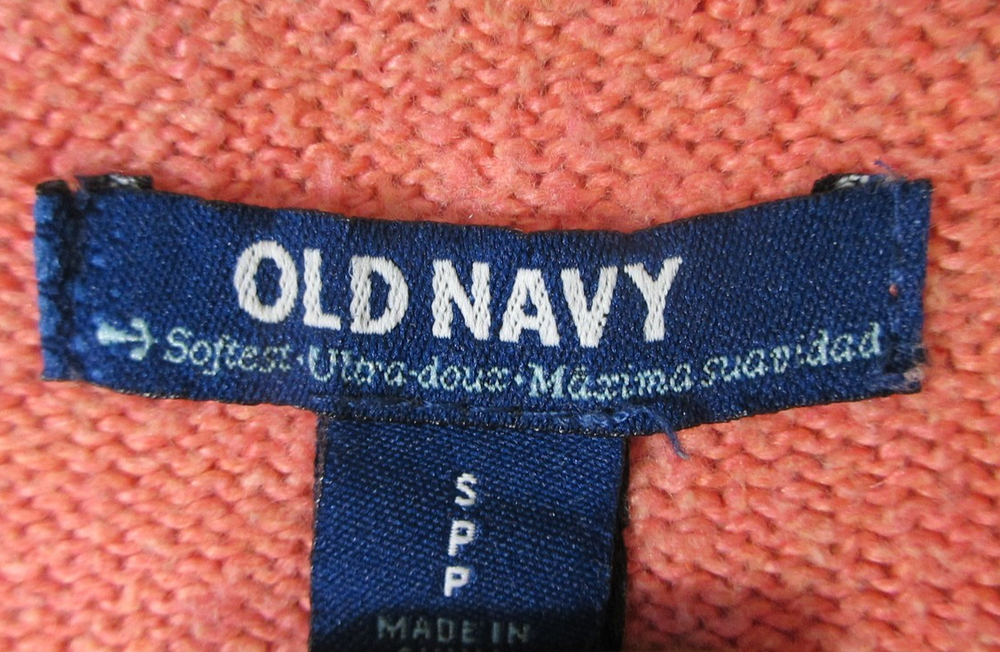 OLD NAVY
Softest·Ultra-doux·Máxima suavidad
S
P
P
MADE IN